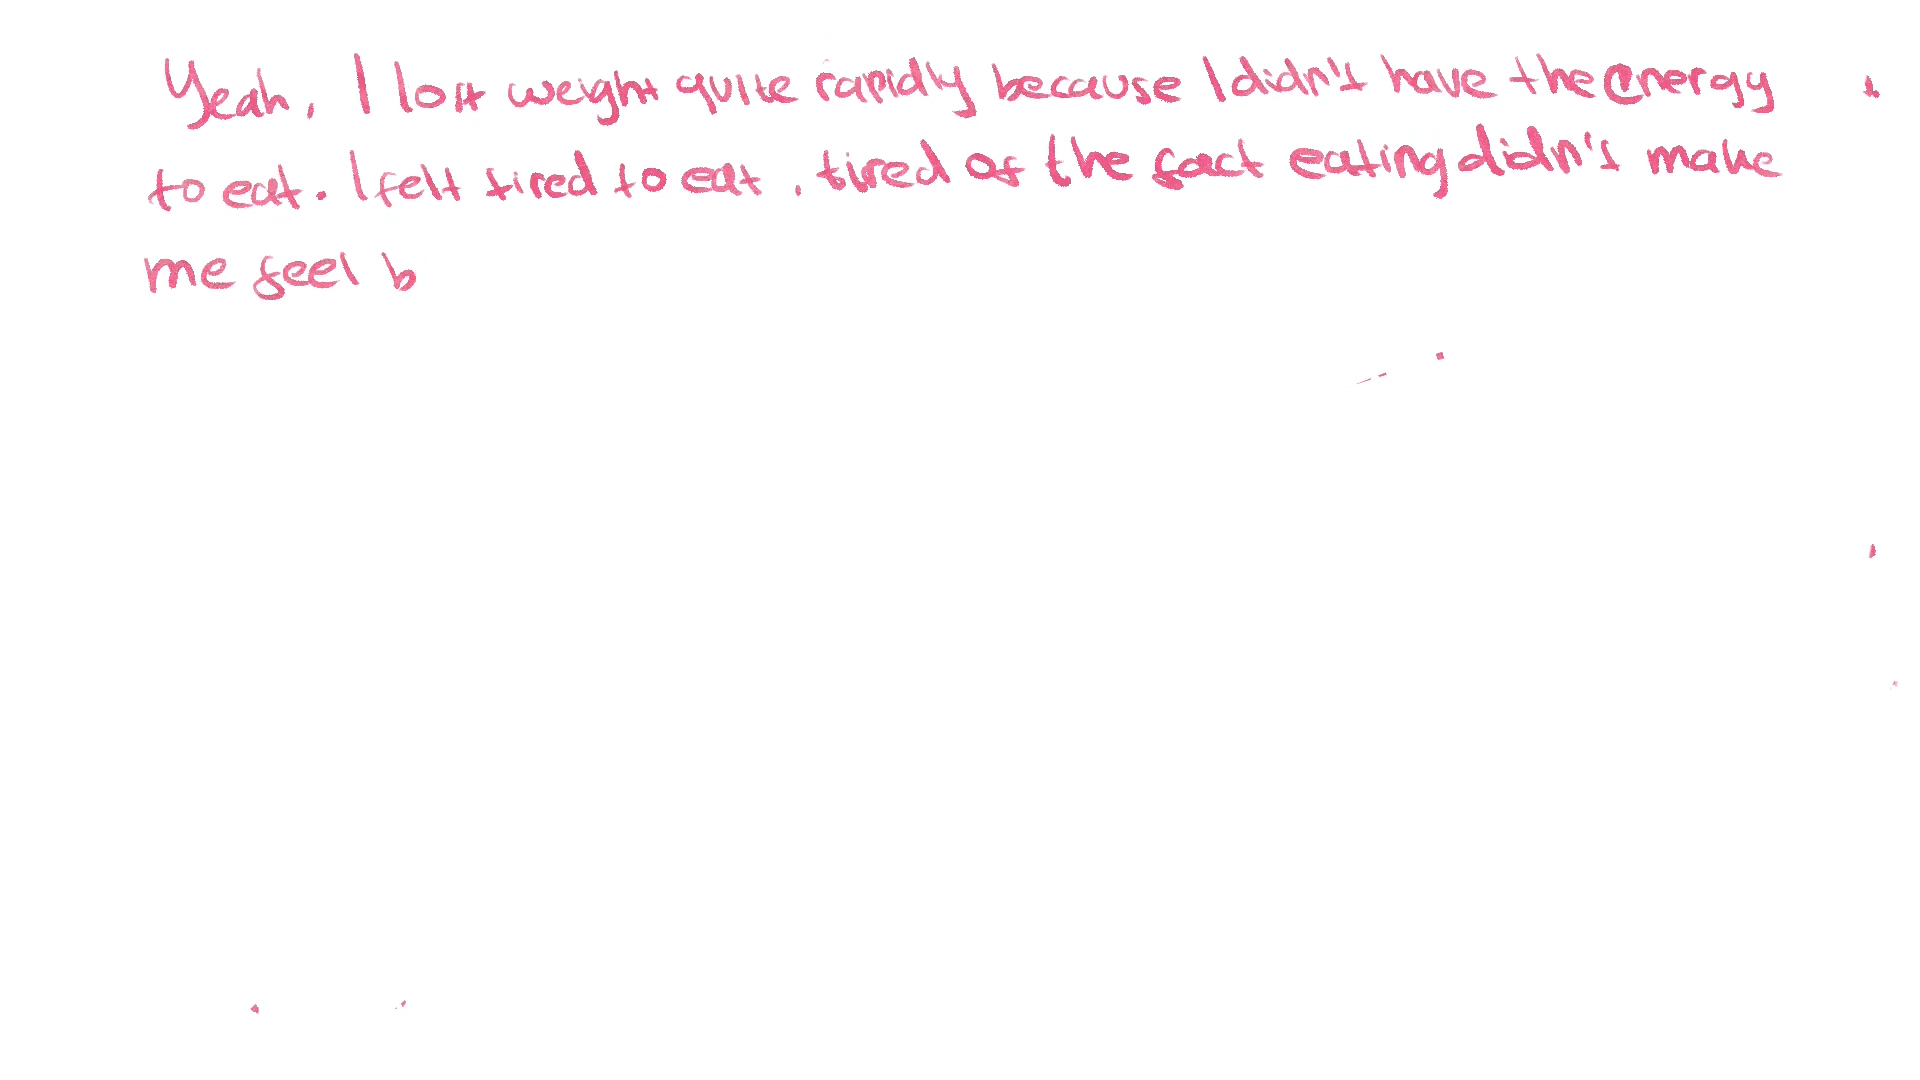 Yeah, I lost weight quite rapidly because I didn't have the energy
to eat. I felt tired to eat, tired of the fact eating didn't make
me feel b